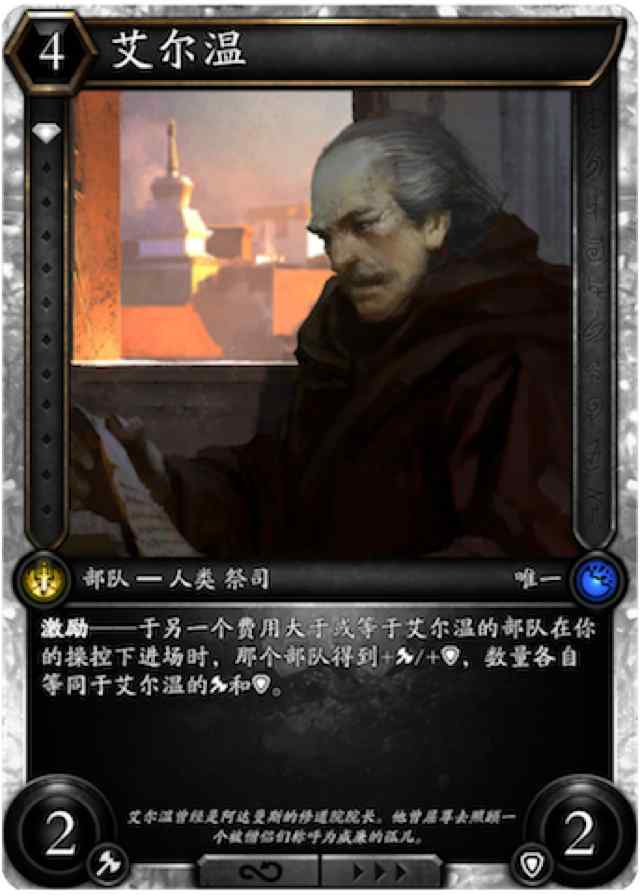 4 艾尔温
部队 — 人类 祭司 唯一
激励——于另一个费用大于或等于艾尔温的部队在你
的操控下进场时，那个部队得到+/+，数量各自
等同于艾尔温的和。
艾尔温曾经是阿达曼斯的修道院院长。他曾屈尊去照顾一
个被僧侣们称呼为威廉的孤儿。
2 2